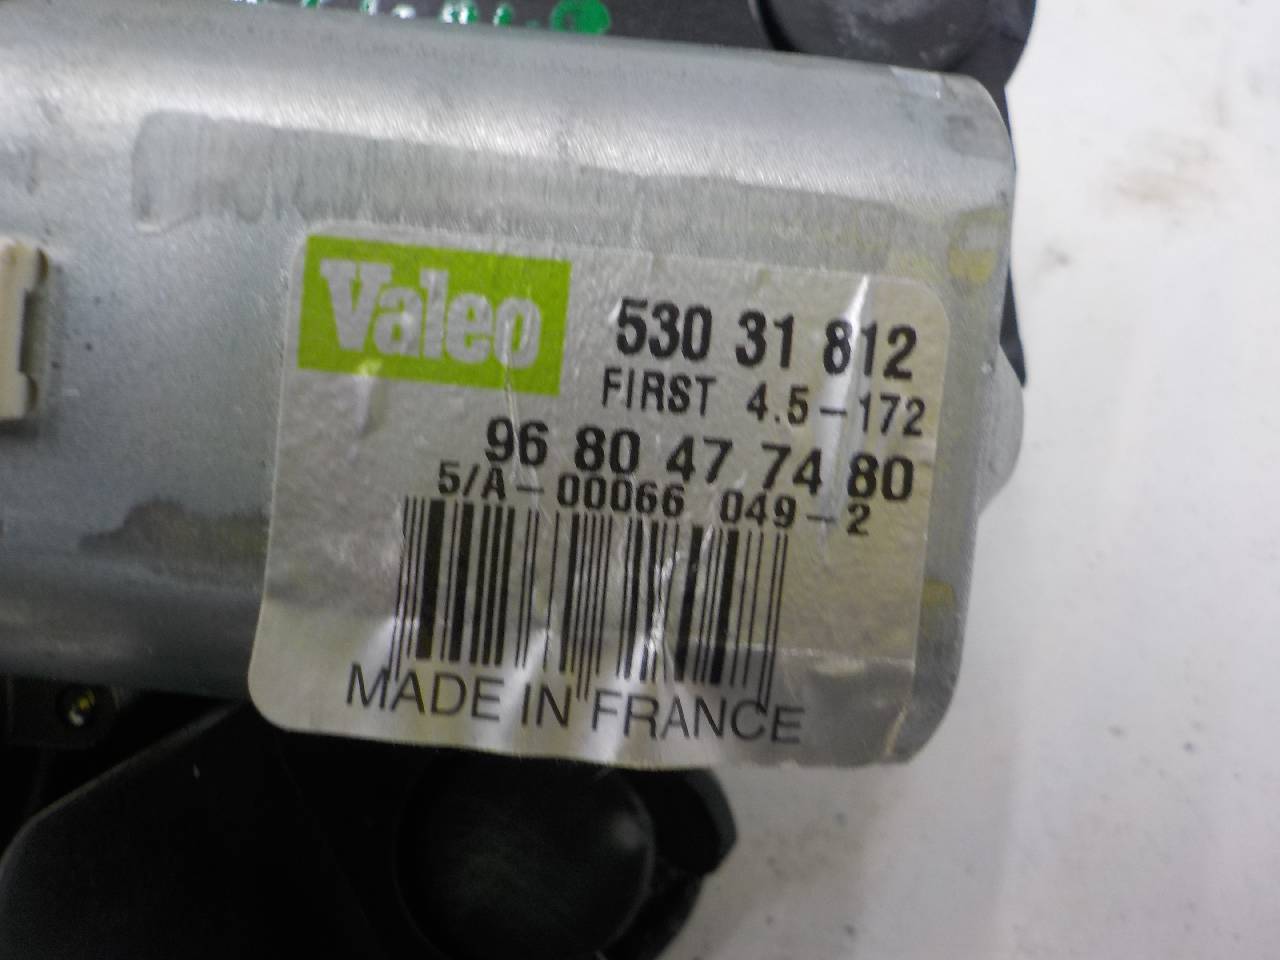 Valeo
530 31 812
FIRST 4.5-172
96 80 47 74 80
5/A-00066 049-2
MADE IN FRANCE